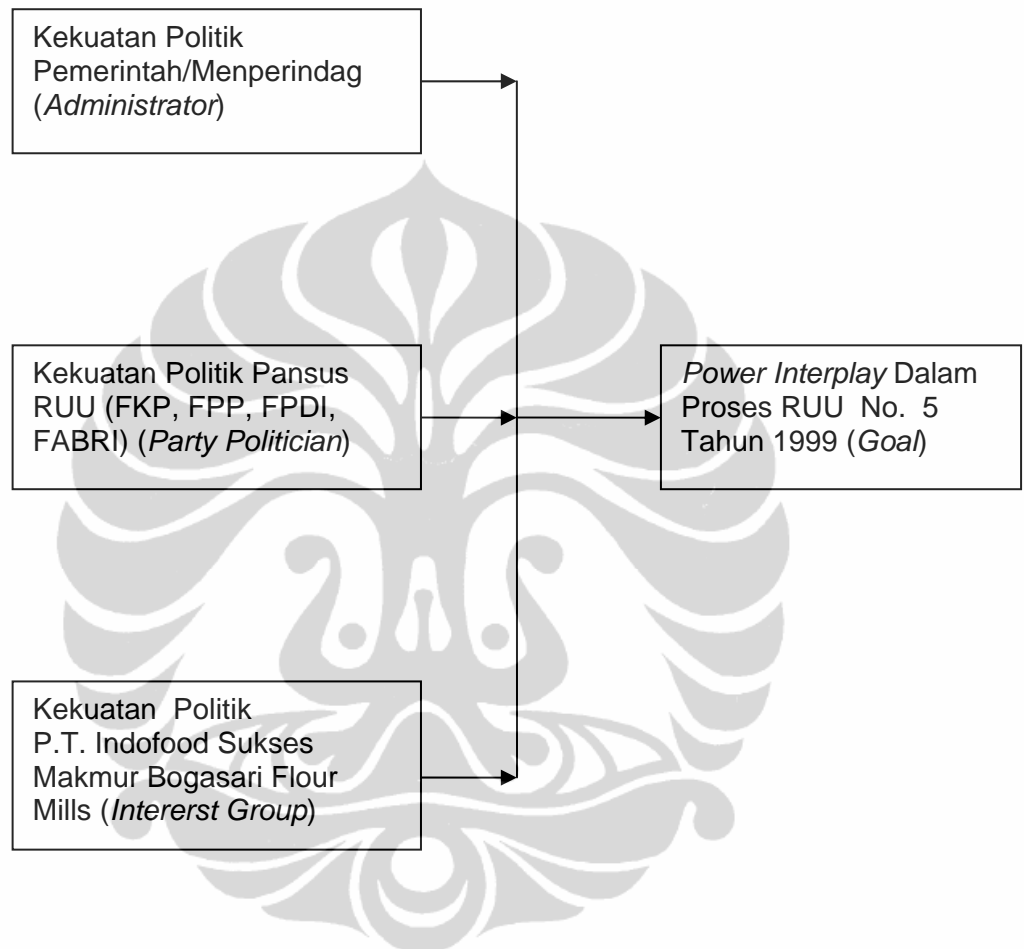 Kekuatan Politik
Pemerintah/Menperindag
(Administrator)
Kekuatan Politik Pansus
RUU (FKP, FPP, FPDI,
FABRI) (Party Politician)
Power Interplay Dalam
Proses RUU No. 5
Tahun 1999 (Goal)
Kekuatan Politik
P.T. Indofood Sukses
Makmur Bogasari Flour
Mills (Intererst Group)